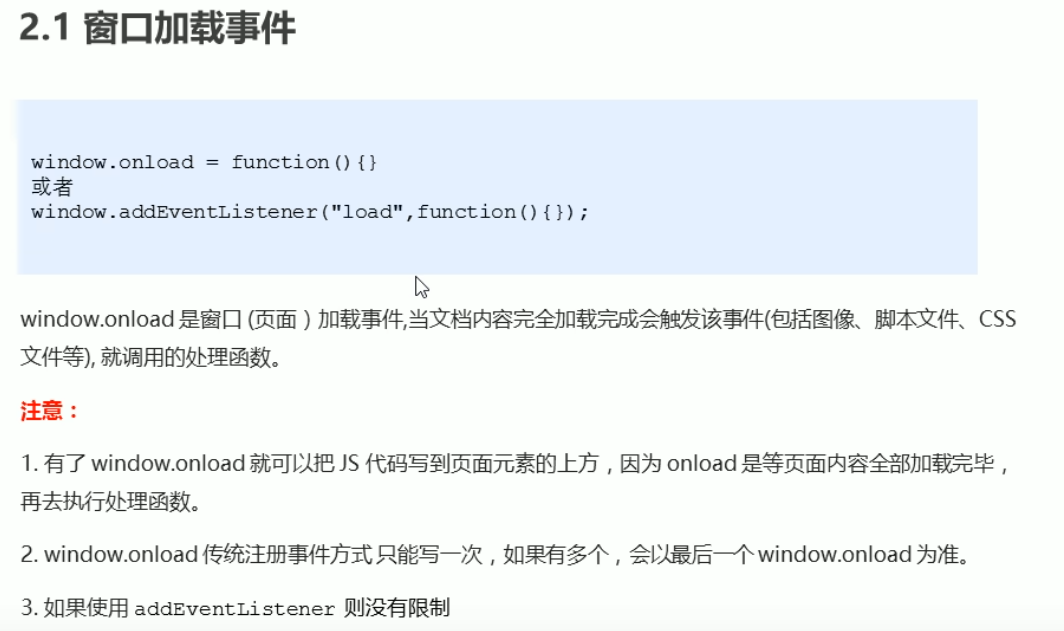 2.1 窗口加载事件
window.onload = function(){}
或者
window.addEventListener("load",function(){});
window.onload 是窗口 (页面）加载事件,当文档内容完全加载完成会触发该事件(包括图像、脚本文件、CSS
文件等), 就调用的处理函数。
注意：
1. 有了 window.onload 就可以把 JS 代码写到页面元素的上方，因为 onload 是等页面内容全部加载完毕，
再去执行处理函数。
2. window.onload 传统注册事件方式 只能写一次，如果有多个，会以最后一个 window.onload 为准。
3. 如果使用 addEventListener 则没有限制